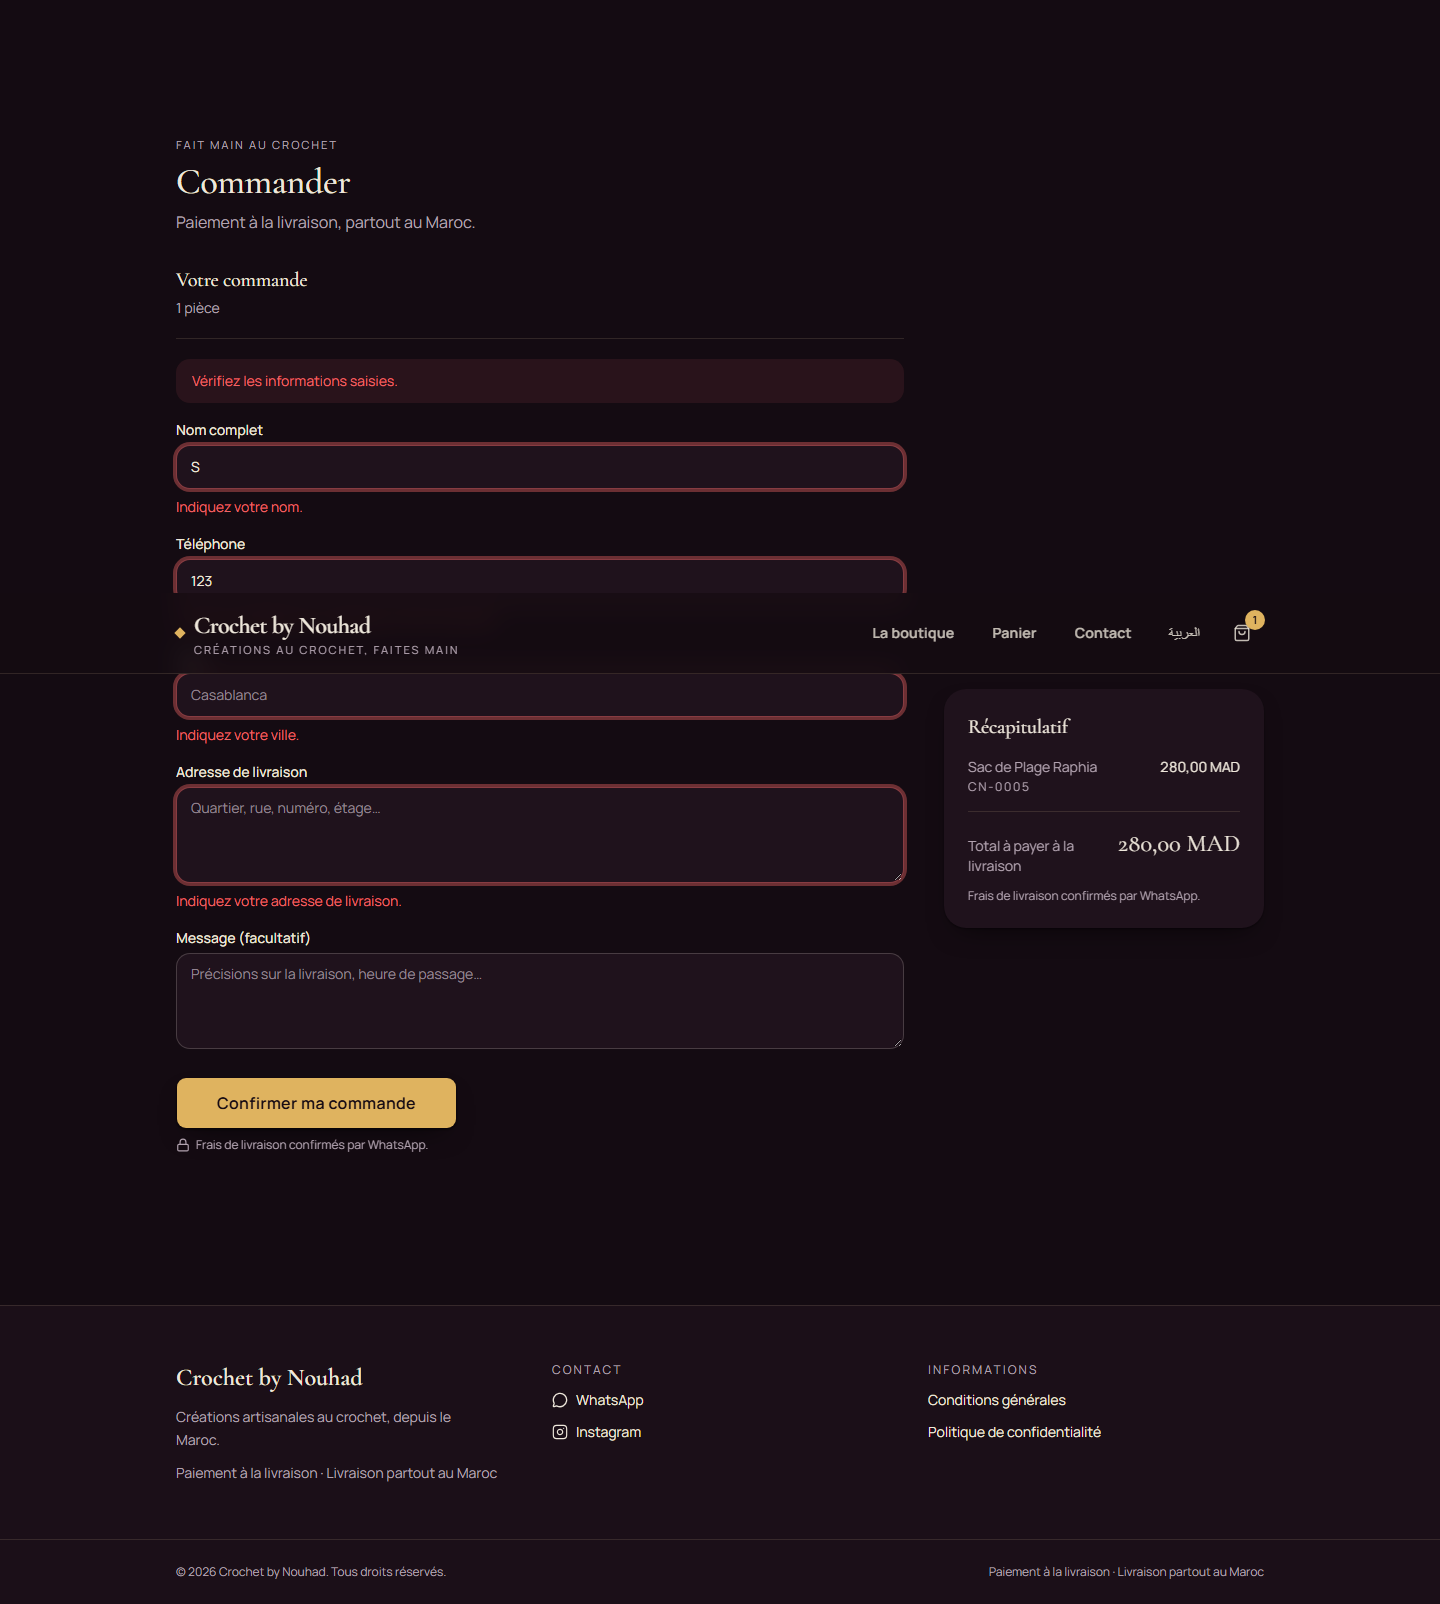 FAIT MAIN AU CROCHET
Commander
Paiement à la livraison, partout au Maroc.
Votre commande
1 pièce
Vérifiez les informations saisies.
Nom complet
S
Indiquez votre nom.
Téléphone
123
Crochet by Nouhad
CRÉATIONS AU CROCHET, FAITES MAIN
La boutique
Panier
Contact
العربية
1
Casablanca
Indiquez votre ville.
Adresse de livraison
Quartier, rue, numéro, étage…
Indiquez votre adresse de livraison.
Message (facultatif)
Précisions sur la livraison, heure de passage…
Confirmer ma commande
Frais de livraison confirmés par WhatsApp.
Récapitulatif
Sac de Plage Raphia 280,00 MAD
CN-0005
Total à payer à la livraison 280,00 MAD
Frais de livraison confirmés par WhatsApp.
Crochet by Nouhad
Créations artisanales au crochet, depuis le
Maroc.
Paiement à la livraison · Livraison partout au Maroc
CONTACT
WhatsApp
Instagram
INFORMATIONS
Conditions générales
Politique de confidentialité
© 2026 Crochet by Nouhad. Tous droits réservés.
Paiement à la livraison · Livraison partout au Maroc